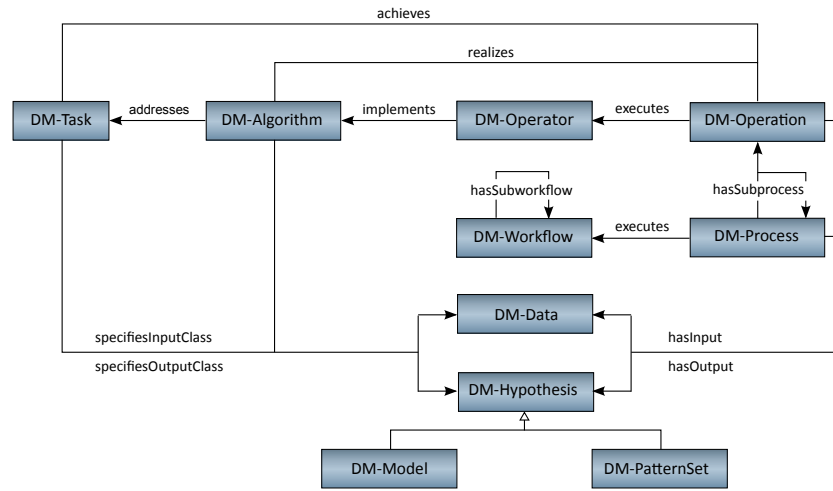 achieves
realizes
DM-Task
addresses
DM-Algorithm
implements
DM-Operator
executes
DM-Operation
hasSubworkflow
hasSubprocess
DM-Workflow
executes
DM-Process
specifiesInputClass
DM-Data
hasInput
specifiesOutputClass
hasOutput
DM-Hypothesis
DM-Model
DM-PatternSet